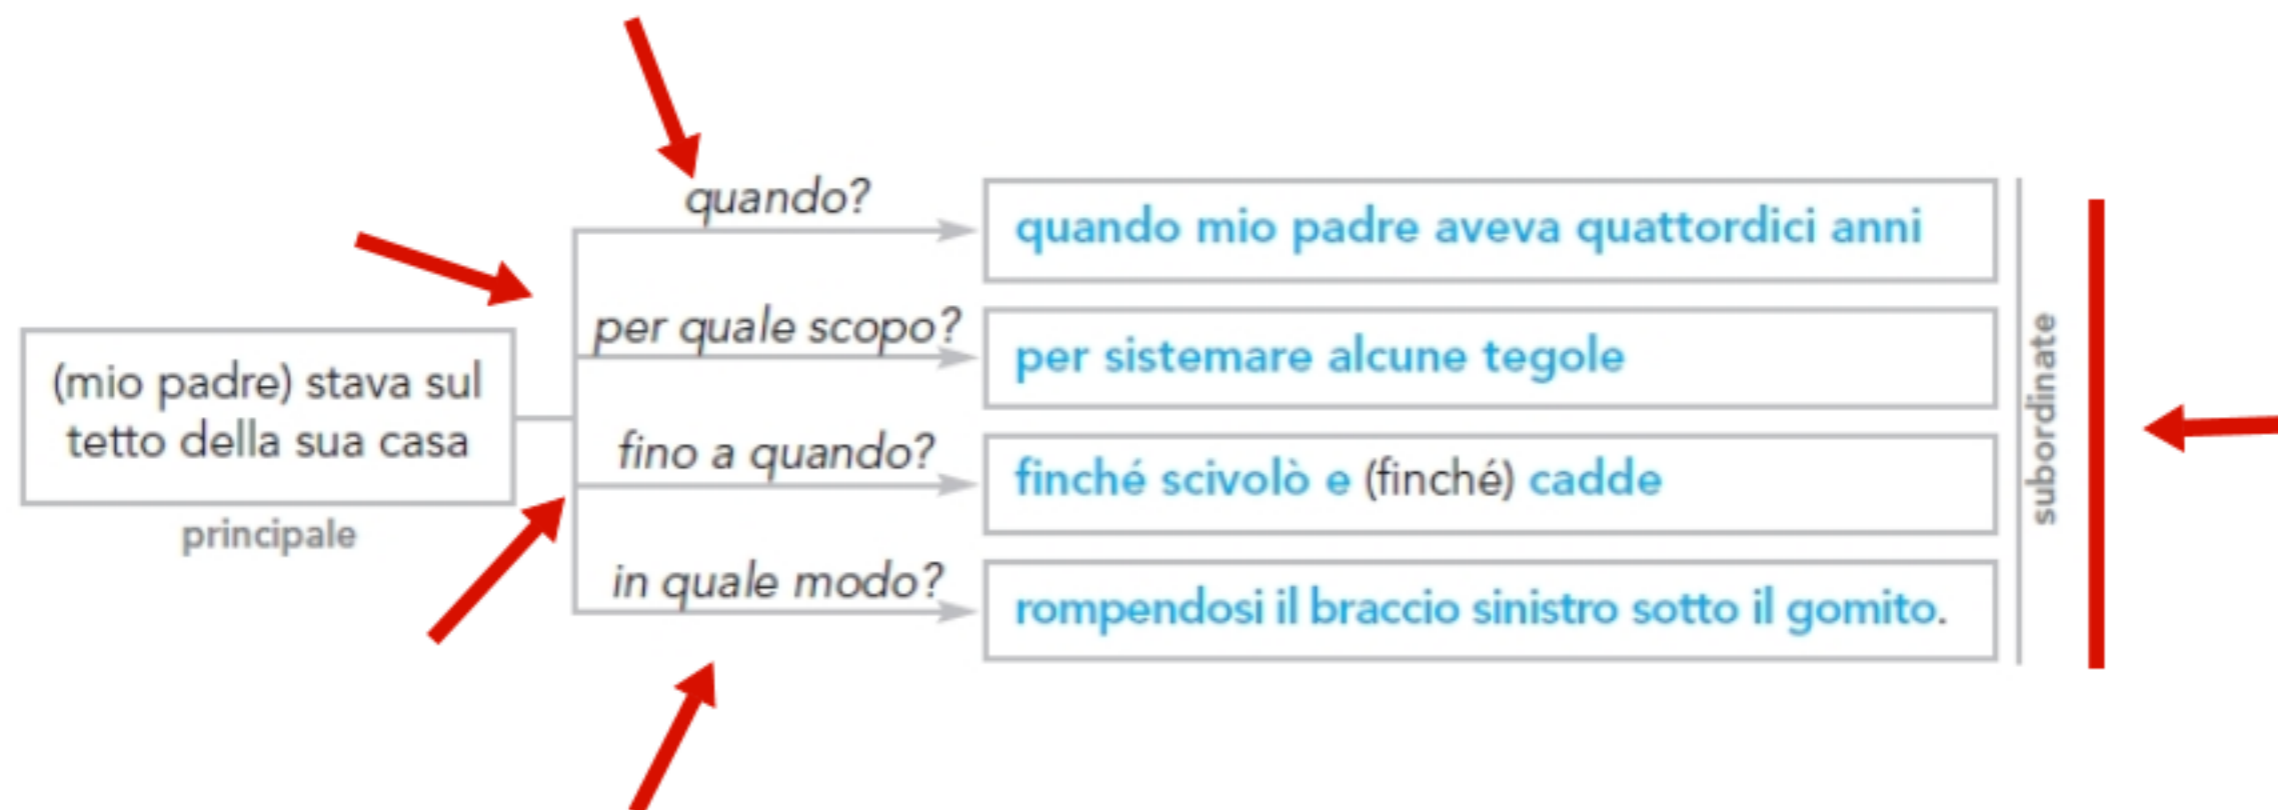 quando?
quando mio padre aveva quattordici anni
per quale scopo?
per sistemare alcune tegole
(mio padre) stava sul
tetto della sua casa
principale
fino a quando?
finché scivolò e (finché) cadde
in quale modo?
rompendosi il braccio sinistro sotto il gomito.
subordinate